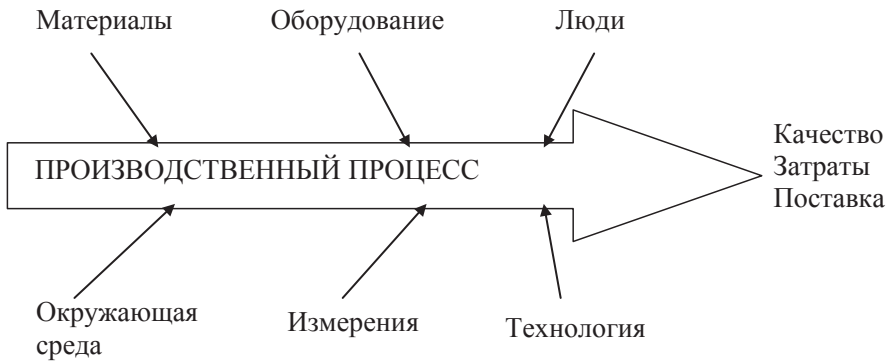 Материалы
Оборудование
Люди
ПРОИЗВОДСТВЕННЫЙ ПРОЦЕСС
Качество
Затраты
Поставка
Окружающая
среда
Измерения
Технология